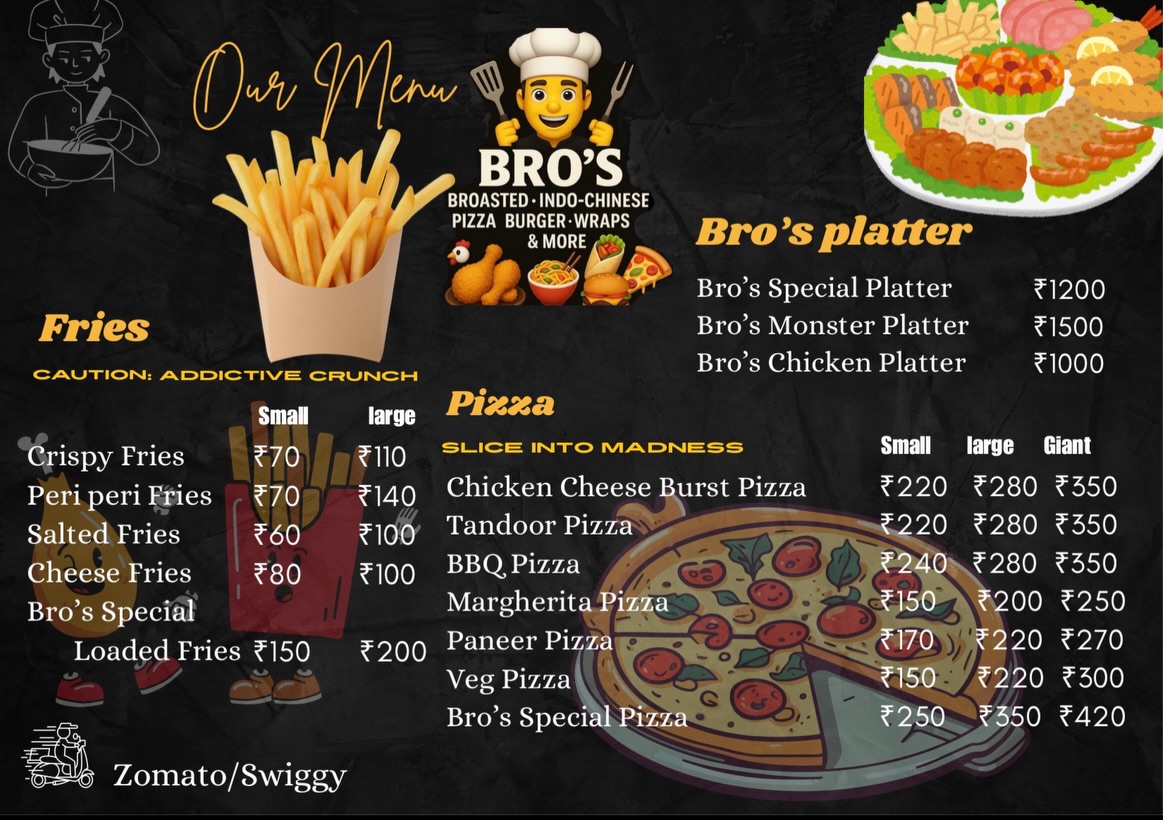 Our Menu
BRO'S
BROASTED · INDO-CHINESE
PIZZA BURGER · WRAPS
& MORE
Bro's platter
Bro's Special Platter ₹1200
Bro's Monster Platter ₹1500
Bro's Chicken Platter ₹1000
Fries
CAUTION: ADDICTIVE CRUNCH
Small large
Crispy Fries ₹70 ₹110
Peri peri Fries ₹70 ₹140
Salted Fries ₹60 ₹100
Cheese Fries ₹80 ₹100
Bro's Special
Loaded Fries ₹150 ₹200
Pizza
SLICE INTO MADNESS
Small large Giant
Chicken Cheese Burst Pizza ₹220 ₹280 ₹350
Tandoor Pizza ₹220 ₹280 ₹350
BBQ Pizza ₹240 ₹280 ₹350
Margherita Pizza ₹150 ₹200 ₹250
Paneer Pizza ₹170 ₹220 ₹270
Veg Pizza ₹150 ₹220 ₹300
Bro's Special Pizza ₹250 ₹350 ₹420
Zomato/Swiggy